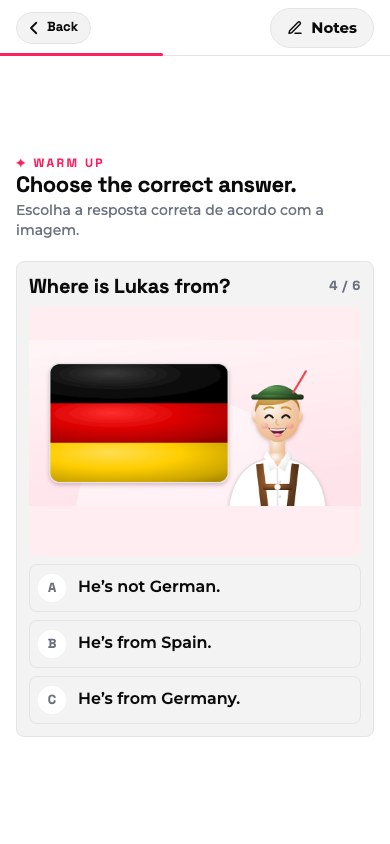 Back
Notes
WARM UP
Choose the correct answer.
Escolha a resposta correta de acordo com a
imagem.
Where is Lukas from?
4 / 6
A He's not German.
B He's from Spain.
C He's from Germany.